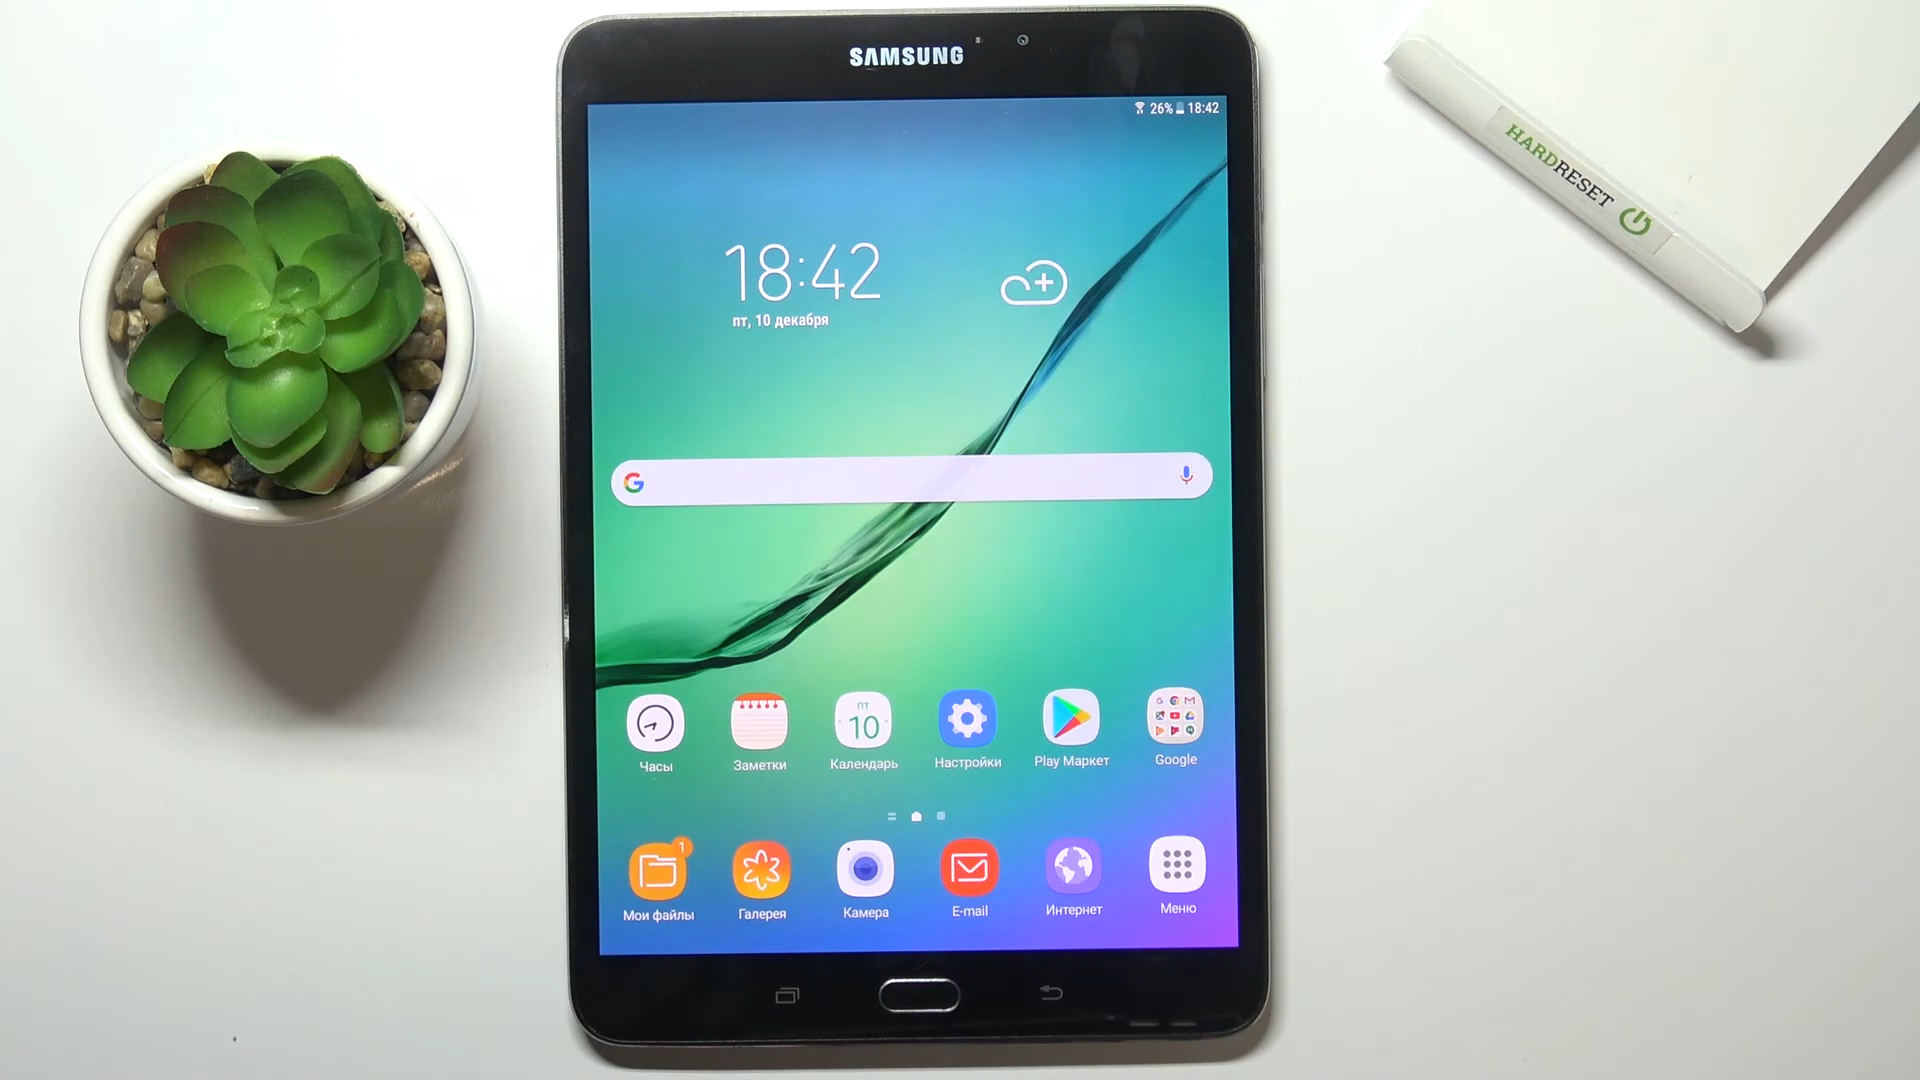 SAMSUNG
26% 18:42
HARDRESET
18:42
пт, 10 декабря
G
пт
10
Часы
Заметки
Календарь
Настройки
Play Маркет
Google
1
Мои файлы
Галерея
Камера
E-mail
Интернет
Меню